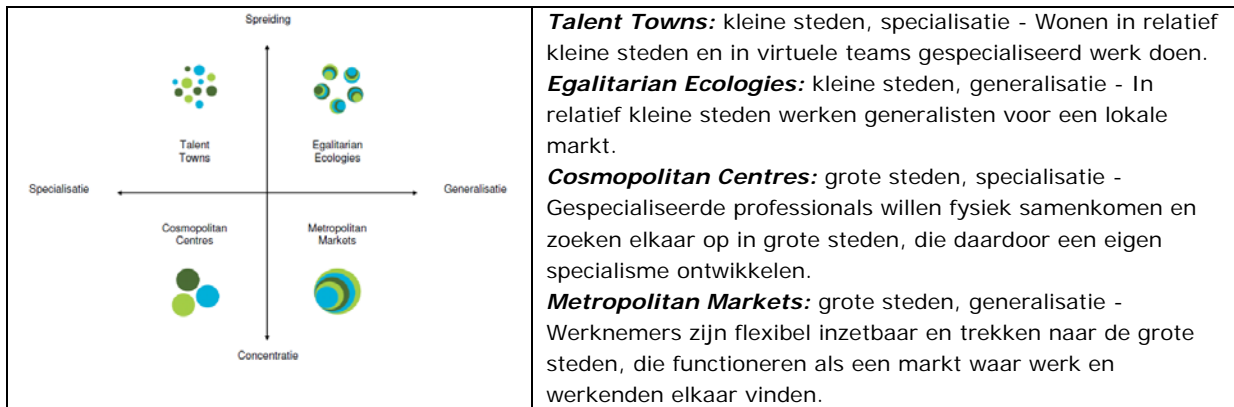 Spreiding
Talent
Towns
Egalitarian
Ecologies
Specialisatie
Generalisatie
Cosmopolitan
Centres
Metropolitan
Markets
Concentratie
Talent Towns: kleine steden, specialisatie - Wonen in relatief
kleine steden en in virtuele teams gespecialiseerd werk doen.
Egalitarian Ecologies: kleine steden, generalisatie - In
relatief kleine steden werken generalisten voor een lokale
markt.
Cosmopolitan Centres: grote steden, specialisatie -
Gespecialiseerde professionals willen fysiek samenkomen en
zoeken elkaar op in grote steden, die daardoor een eigen
specialisme ontwikkelen.
Metropolitan Markets: grote steden, generalisatie -
Werknemers zijn flexibel inzetbaar en trekken naar de grote
steden, die functioneren als een markt waar werk en
werkenden elkaar vinden.